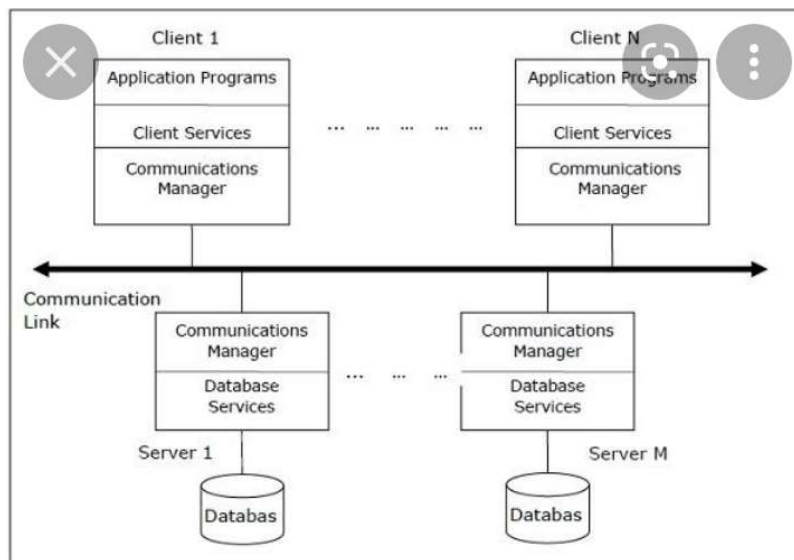 Client 1
Client N
Application Programs
Application Programs
Client Services
Client Services
Communications
Manager
Communications
Manager
Communication
Link
Communications
Manager
Communications
Manager
Database
Services
Database
Services
Server 1
Server M
Databas
Databas